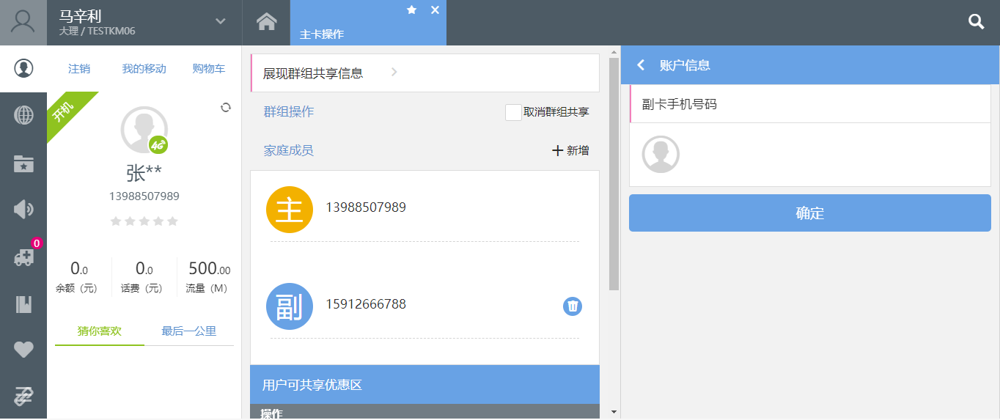 马辛利
大理 / TESTKM06
主卡操作
注销 我的移动 购物车
开机
4G
张**
13988507989
0.0 0.0 500.00
余额（元） 话费（元） 流量（M）
猜你喜欢 最后一公里
0
展现群组共享信息
群组操作 取消群组共享
家庭成员 新增
主 13988507989
副 15912666788
用户可共享优惠区
操作
账户信息
副卡手机号码
确定